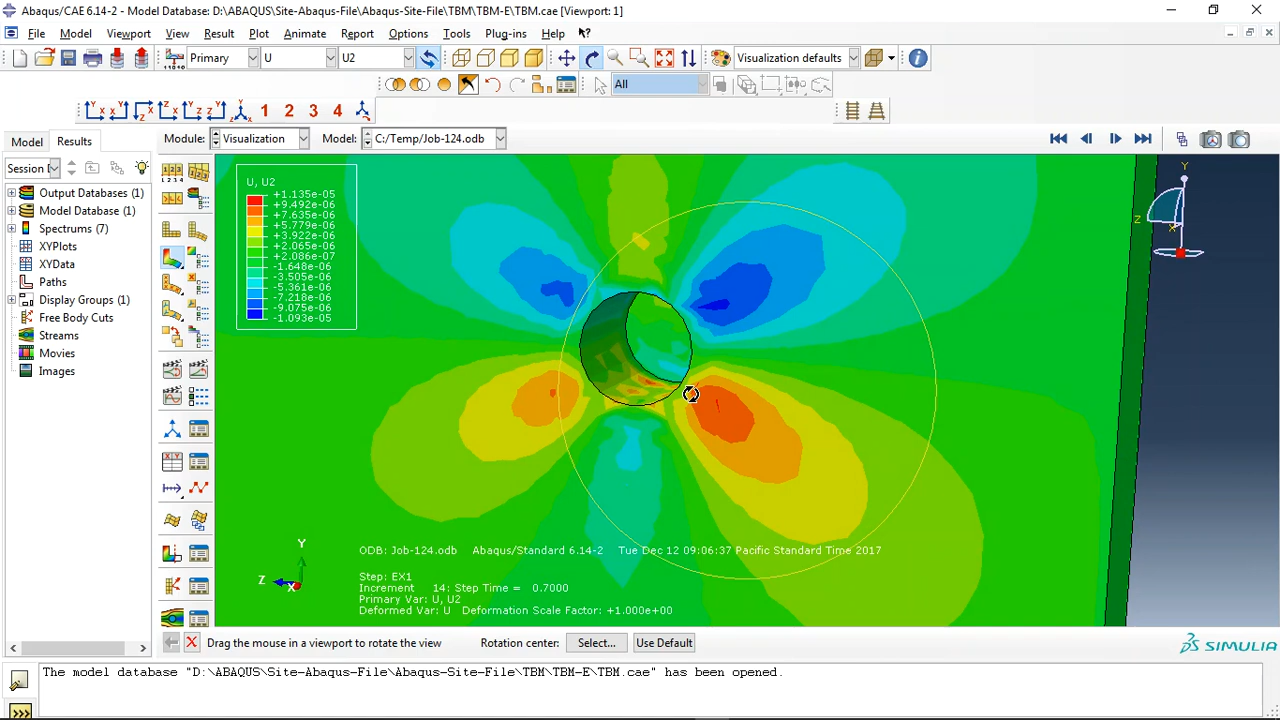 Abaqus/CAE 6.14-2 - Model Database: D:\ABAQUS\Site-Abaqus-File\Abaqus-Site-File\TBM\TBM-E\TBM.cae [Viewport: 1]
File Model Viewport View Result Plot Animate Report Options Tools Plug-ins Help
Primary U U2 Visualization defaults
All
1 2 3 4
Model Results Module: Visualization Model: C:/Temp/Job-124.odb
Session
Output Databases (1)
Model Database (1)
Spectrums (7)
XYPlots
XYData
Paths
Display Groups (1)
Free Body Cuts
Streams
Movies
Images
U, U2
+1.135e-05
+9.492e-06
+7.635e-06
+5.779e-06
+3.922e-06
+2.065e-06
+2.086e-07
-1.648e-06
-3.505e-06
-5.361e-06
-7.218e-06
-9.075e-06
-1.093e-05
Y
Z
X
Y
Z
X
ODB: Job-124.odb Abaqus/Standard 6.14-2 Tue Dec 12 09:06:37 Pacific Standard Time 2017
Step: EX1
Increment 14: Step Time = 0.7000
Primary Var: U, U2
Deformed Var: U Deformation Scale Factor: +1.000e+00
Drag the mouse in a viewport to rotate the view Rotation center: Select... Use Default
SIMULIA
The model database "D:\ABAQUS\Site-Abaqus-File\Abaqus-Site-File\TBM\TBM-E\TBM.cae" has been opened.
>>>